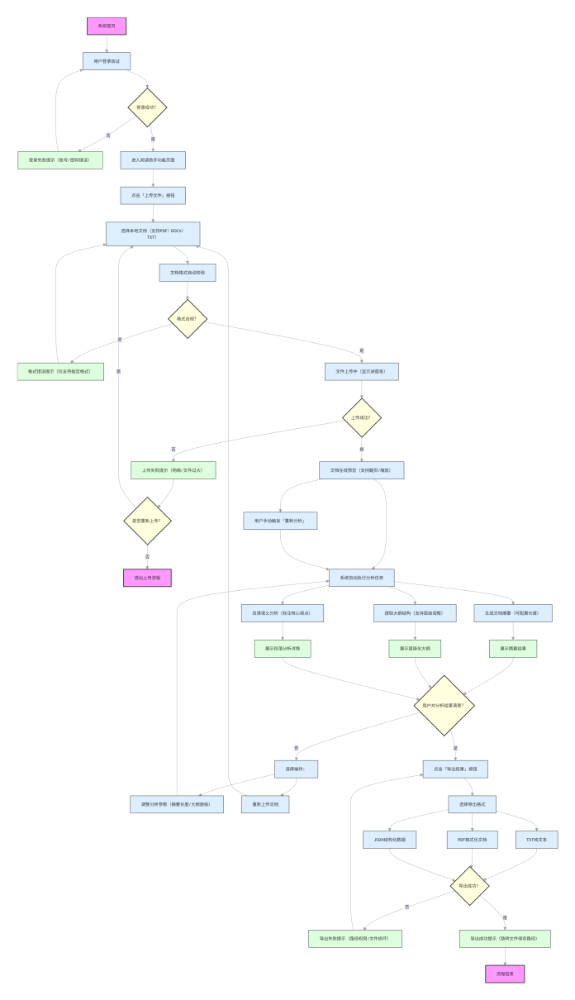 系统首页
用户登录验证
登录成功?
否
是
登录失败提示（账号/密码错误）
进入阅读助手功能页面
点击「上传文件」按钮
选择本地文档（支持PDF/ DOCX/
TXT）
文档格式自动校验
格式合规?
否
是
格式错误提示（仅支持指定格式）
是
文件上传中（显示进度条）
上传成功?
否
是
上传失败提示（网络/文件过大）
文档在线预览（支持翻页/缩放）
是否重新上传?
用户手动触发「重新分析」
否
退出上传流程
系统自动执行分析任务
段落语义分析（标注核心观点）
提取大纲结构（支持层级调整）
生成文档摘要（可配置长度）
展示段落分析详情
展示层级化大纲
展示摘要结果
用户对分析结果满意?
否
是
选择操作:
点击「导出结果」按钮
调整分析参数（摘要长度/大纲层级）
重新上传文档
选择导出格式
JSON结构化数据
PDF格式化文档
TXT纯文本
导出成功?
否
是
导出失败提示（路径权限/文件损坏）
导出成功提示（跳转文件保存路径）
流程结束